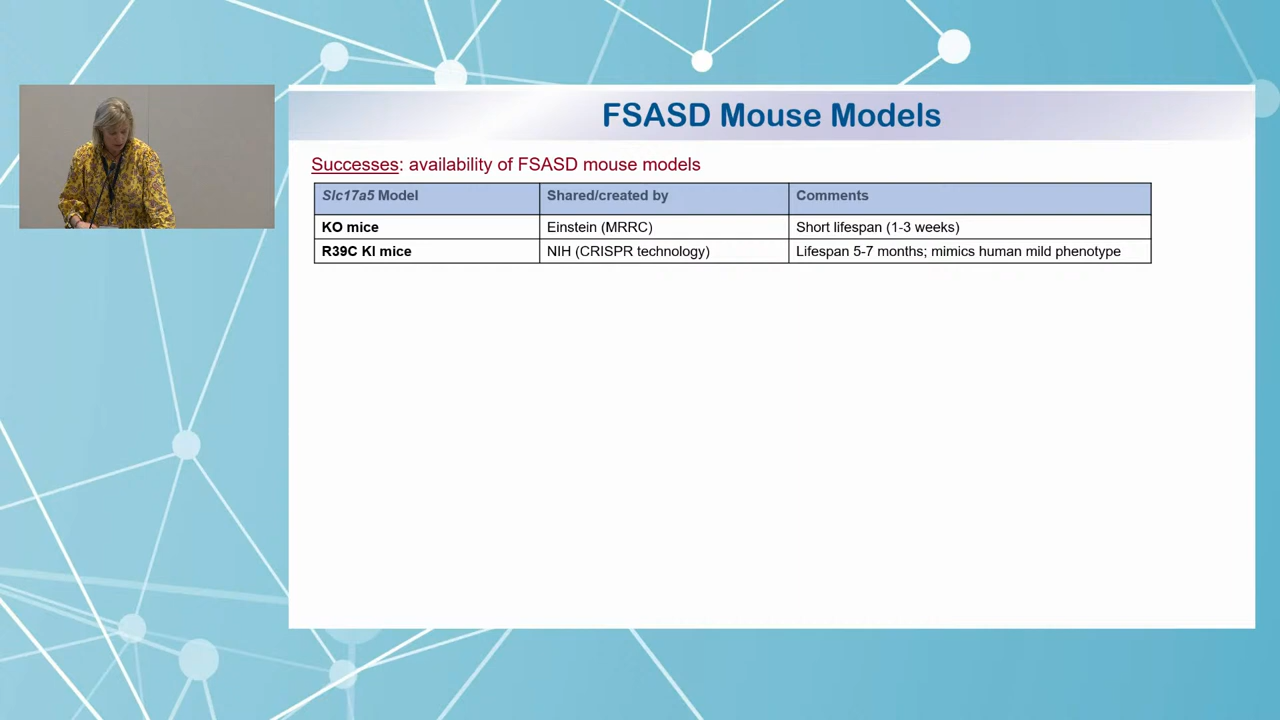 FSASD Mouse Models
Successes: availability of FSASD mouse models
Slc17a5 Model Shared/created by Comments
KO mice Einstein (MRRC) Short lifespan (1-3 weeks)
R39C KI mice NIH (CRISPR technology) Lifespan 5-7 months; mimics human mild phenotype